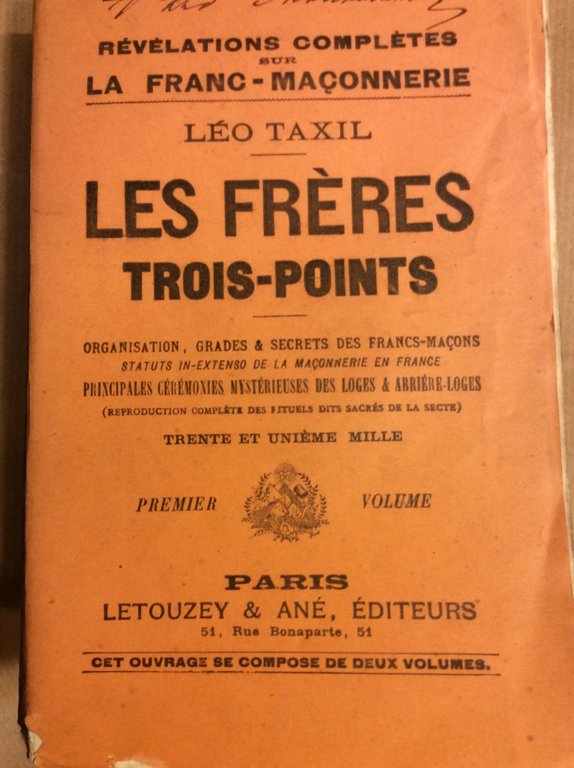 RÉVÉLATIONS COMPLÈTES
SUR
LA FRANC-MAÇONNERIE
LÉO TAXIL
LES FRÈRES
TROIS-POINTS
ORGANISATION, GRADES & SECRETS DES FRANCS-MAÇONS
STATUTS IN-EXTENSO DE LA MAÇONNERIE EN FRANCE
PRINCIPALES CÉRÉMONIES MYSTÉRIEUSES DES LOGES & ARRIÈRE-LOGES
(REPRODUCTION COMPLÈTE DES RITUELS DITS SACRÉS DE LA SECTE)
TRENTE ET UNIÈME MILLE
PREMIER VOLUME
PARIS
LETOUZEY & ANÉ, ÉDITEURS
51, Rue Bonaparte, 51
CET OUVRAGE SE COMPOSE DE DEUX VOLUMES.